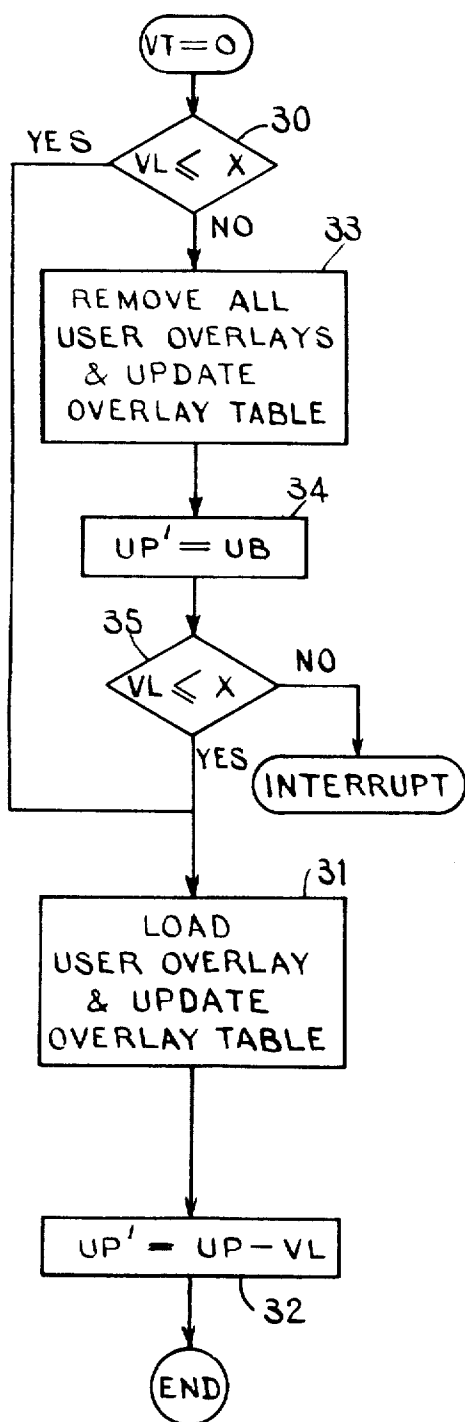 VT=0
30
YES
VL ≤ X
NO
33
REMOVE ALL
USER OVERLAYS
& UPDATE
OVERLAY TABLE
34
UP' = UB
35
VL ≤ X
NO
YES
INTERRUPT
31
LOAD
USER OVERLAY
& UPDATE
OVERLAY TABLE
UP' = UP - VL
32
END